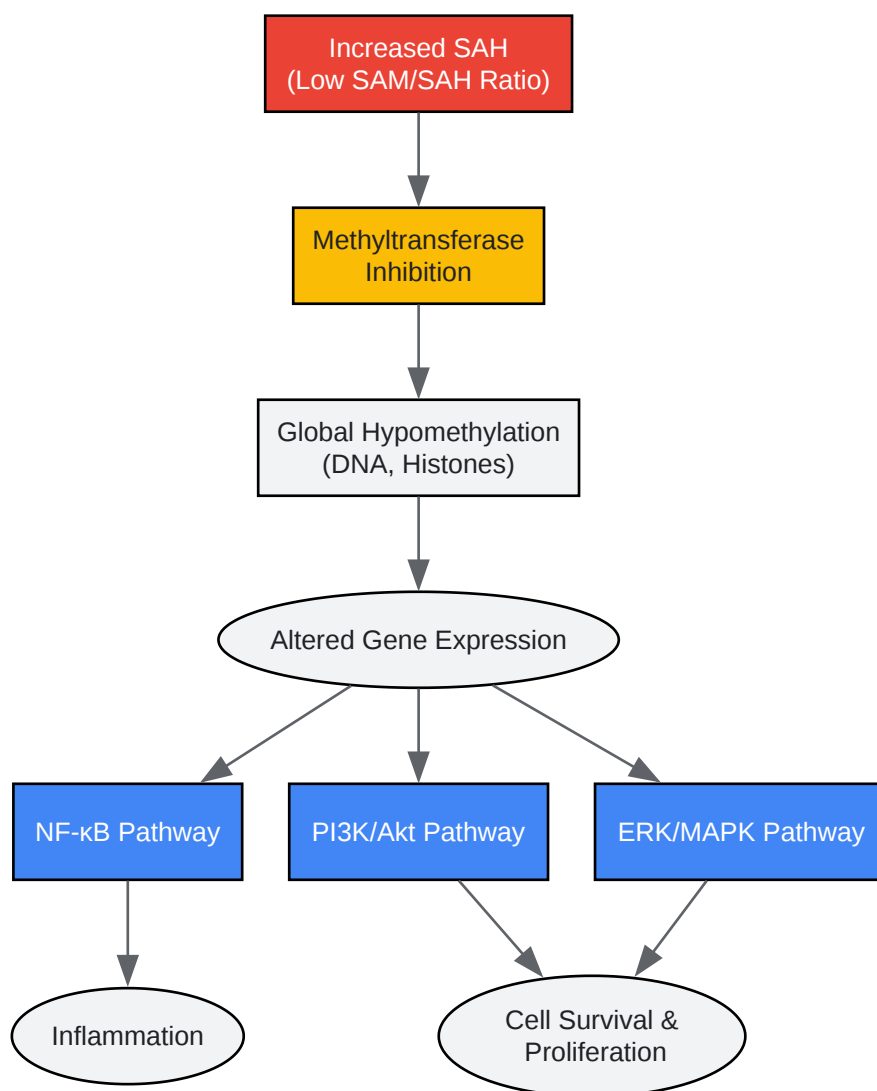 Increased SAH
(Low SAM/SAH Ratio)
Methyltransferase
Inhibition
Global Hypomethylation
(DNA, Histones)
Altered Gene Expression
NF-κB Pathway
PI3K/Akt Pathway
ERK/MAPK Pathway
Inflammation
Cell Survival &
Proliferation